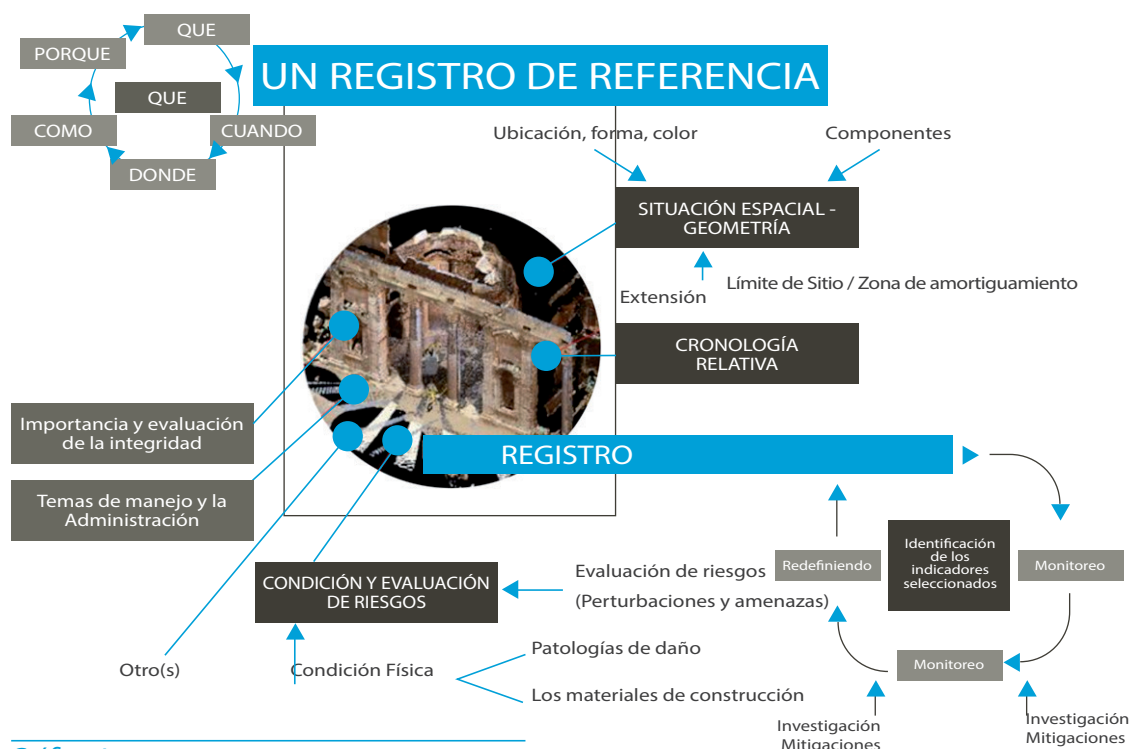 QUE
PORQUE
QUE
COMO
CUANDO
DONDE
UN REGISTRO DE REFERENCIA
Ubicación, forma, color
Componentes
SITUACIÓN ESPACIAL -
GEOMETRÍA
Extensión
Límite de Sitio / Zona de amortiguamiento
CRONOLOGÍA
RELATIVA
Importancia y evaluación
de la integridad
Temas de manejo y la
Administración
REGISTRO
Redefiniendo
Identificación
de los
indicadores
seleccionados
Monitoreo
Monitoreo
Investigación
Mitigaciones
Investigación
Mitigaciones
CONDICIÓN Y EVALUACIÓN
DE RIESGOS
Evaluación de riesgos
(Perturbaciones y amenazas)
Otro(s)
Condición Física
Patologías de daño
Los materiales de construcción